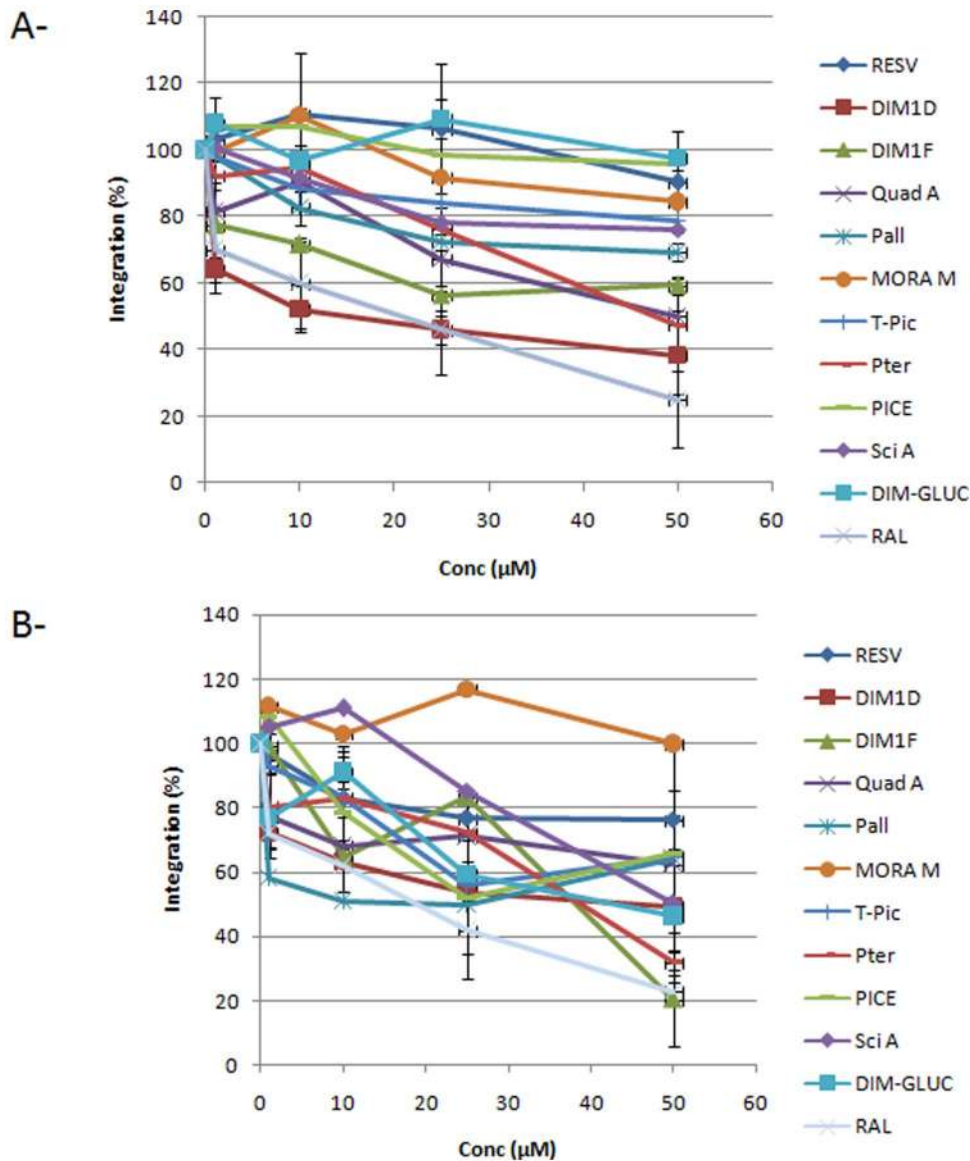 A-
140
120
100
80
60
40
20
0
Integration (%)
0 10 20 30 40 50 60
Conc (µM)
RESV
DIM1D
DIM1F
Quad A
Pall
MORA M
T-Pic
Pter
PICE
Sci A
DIM-GLUC
RAL
B-
140
120
100
80
60
40
20
0
Integration (%)
0 10 20 30 40 50 60
Conc (µM)
RESV
DIM1D
DIM1F
Quad A
Pall
MORA M
T-Pic
Pter
PICE
Sci A
DIM-GLUC
RAL